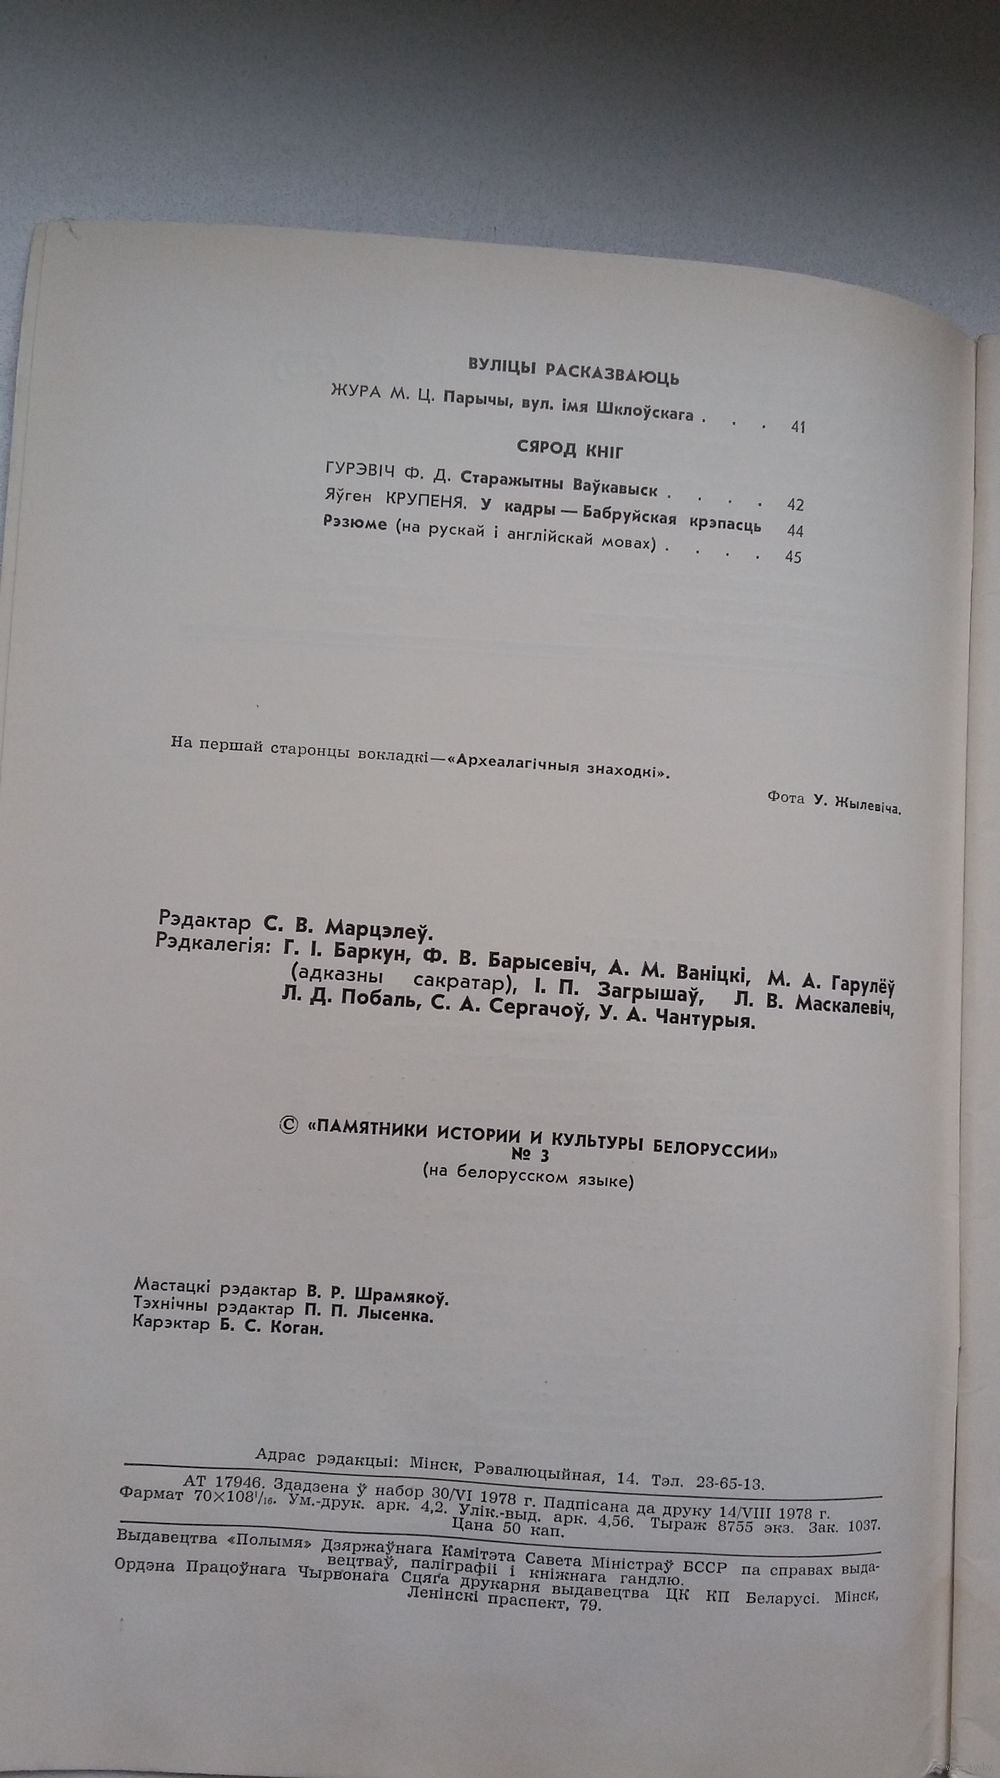 ВУЛІЦЫ РАСКАЗВАЮЦЬ
ЖУРА М. Ц. Парычы, вул. імя Шклоўскага . . . 41
СЯРОД КНІГ
ГУРЭВІЧ Ф. Д. Старажытны Ваўкавыск . . . . 42
Яўген КРУПЕНЯ. У кадры — Бабруйская крэпасць 44
Рэзюме (на рускай і англійскай мовах) . . . . 45
На першай старонцы вокладкі—«Археалагічныя знаходкі».
Фота У. Жылевіча.
Рэдактар С. В. Марцэлеў.
Рэдкалегія: Г. І. Баркун, Ф. В. Барысевіч, А. М. Ваніцкі, М. А. Гарулёў
(адказны сакратар), І. П. Загрышаў, Л. В. Маскалевіч,
Л. Д. Побаль, С. А. Сергачоў, У. А. Чантурыя.
© «ПАМЯТНИКИ ИСТОРИИ И КУЛЬТУРЫ БЕЛОРУССИИ»
№ 3
(на белорусском языке)
Мастацкі рэдактар В. Р. Шрамякоў.
Тэхнічны рэдактар П. П. Лысенка.
Карэктар Б. С. Коган.
Адрас рэдакцыі: Мінск, Рэвалюцыйная, 14. Тэл. 23-65-13.
АТ 17946. Здадзена ў набор 30/VI 1978 г. Падпісана да друку 14/VIII 1978 г.
Фармат 70×108¹/₁₆. Ум.-друк. арк. 4,2. Улік.-выд. арк. 4,56. Тыраж 8755 экз. Зак. 1037.
Цана 50 кап.
Выдавецтва «Полымя» Дзяржаўнага Камітэта Савета Міністраў БССР па справах выда-
вецтваў, паліграфіі і кніжнага гандлю.
Ордэна Працоўнага Чырвонага Сцяга друкарня выдавецтва ЦК КП Беларусі. Мінск,
Ленінскі праспект, 79.